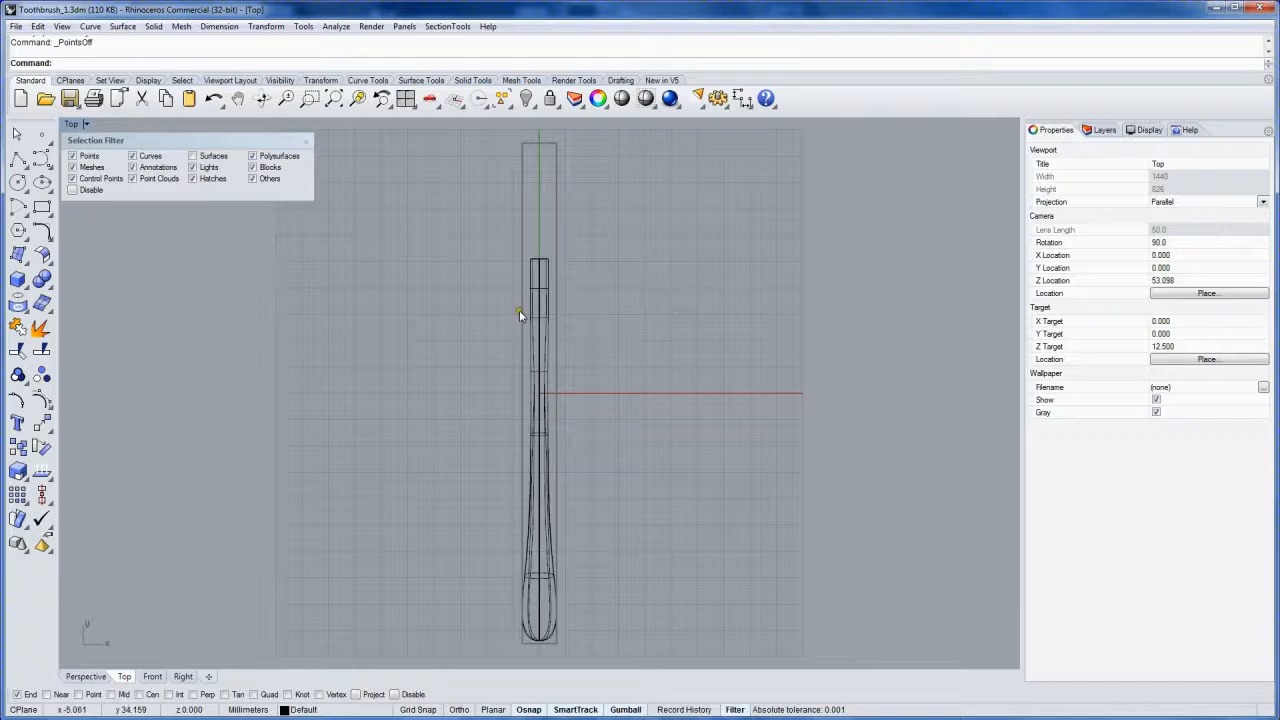 Toothbrush_1.3dm (110 KB) - Rhinoceros Commercial (32-bit) - [Top]
File Edit View Curve Surface Solid Mesh Dimension Transform Tools Analyze Render Panels SectionTools Help
Command: _PointsOff
Command:
Standard CPlanes Set View Display Select Viewport Layout Visibility Transform Curve Tools Surface Tools Solid Tools Mesh Tools Render Tools Drafting New in V5
Top
Selection Filter
Points Curves Surfaces Polysurfaces
Meshes Annotations Lights Blocks
Control Points Point Clouds Hatches Others
Disable
Properties Layers Display Help
Viewport
Title Top
Width 1440
Height 826
Projection Parallel
Camera
Lens Length 50.0
Rotation 90.0
X Location 0.000
Y Location 0.000
Z Location 53.098
Location Place...
Target
X Target 0.000
Y Target 0.000
Z Target 12.500
Location Place...
Wallpaper
Filename (none)
Show
Gray
y
x
Perspective Top Front Right
End Near Point Mid Cen Int Perp Tan Quad Knot Vertex Project Disable
CPlane x -5.061 y 34.159 z 0.000 Millimeters Default Grid Snap Ortho Planar Osnap SmartTrack Gumball Record History Filter Absolute tolerance: 0.001